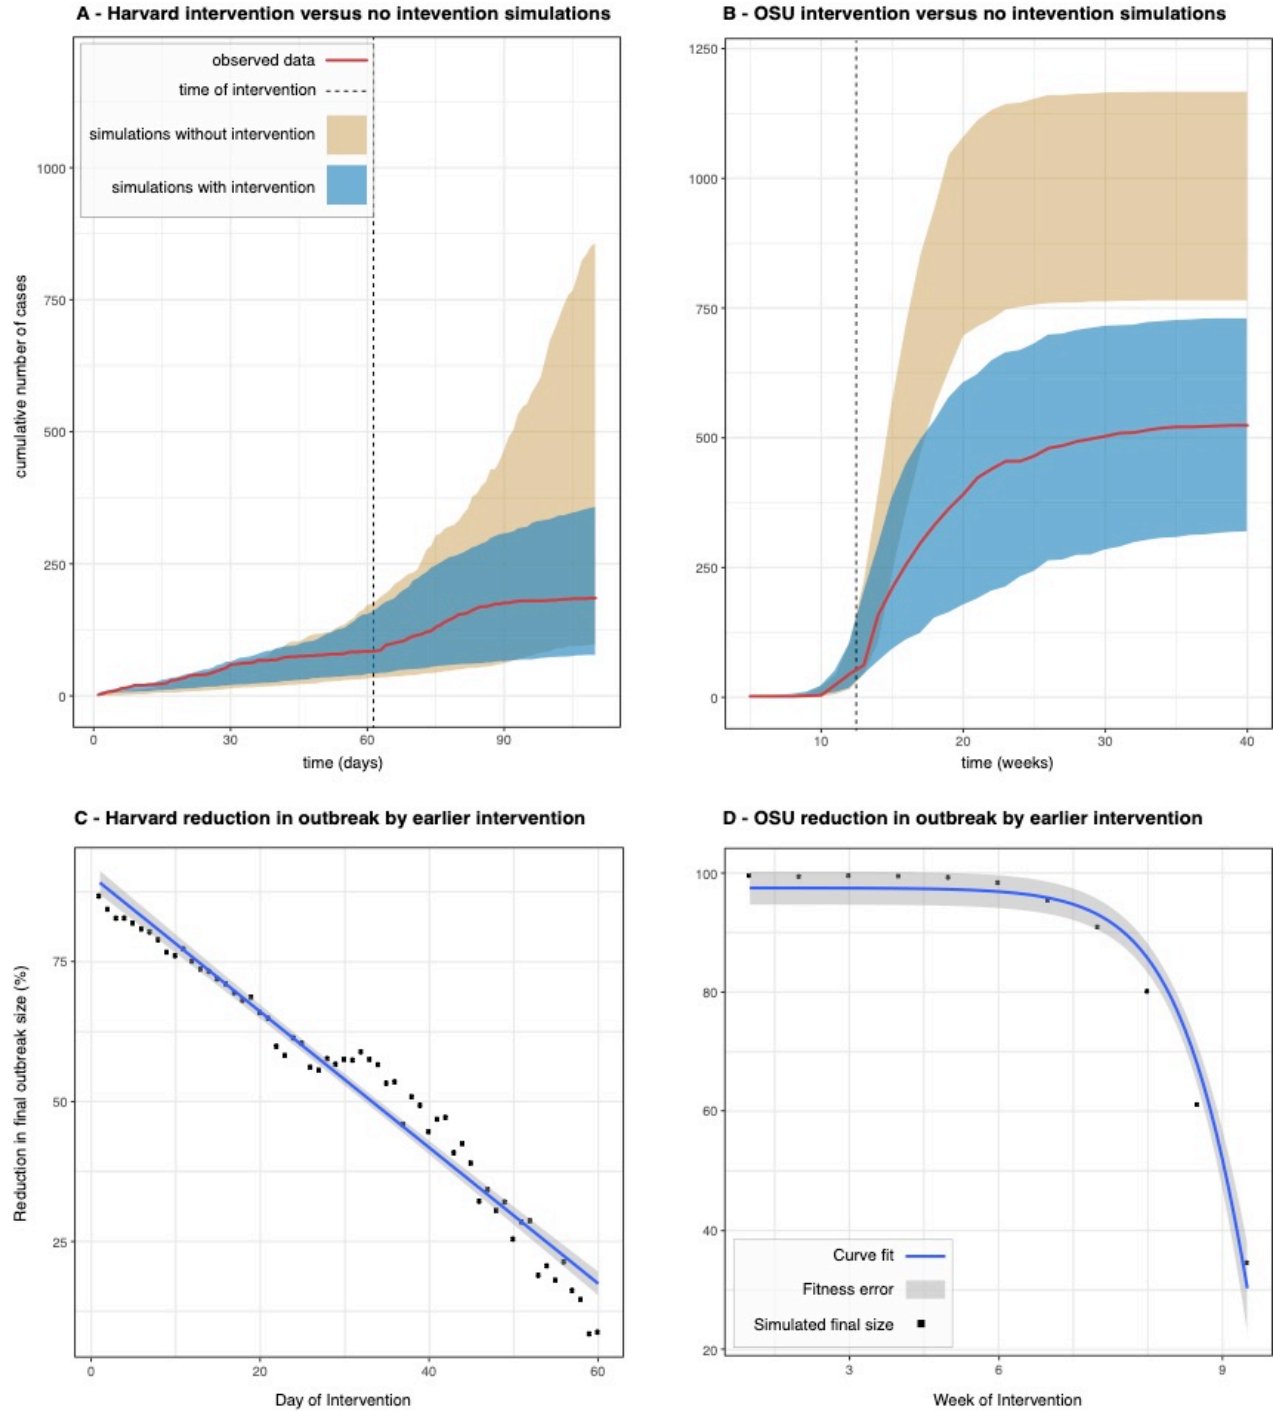 A - Harvard intervention versus no intevention simulations
B - OSU intervention versus no intevention simulations
observed data
time of intervention
simulations without intervention
simulations with intervention
cumulative number of cases
1000
750
500
250
0
0
30
60
90
time (days)
1250
1000
750
500
250
0
10
20
30
40
time (weeks)
C - Harvard reduction in outbreak by earlier intervention
D - OSU reduction in outbreak by earlier intervention
Reduction in final outbreak size (%)
75
50
25
0
20
40
60
Day of Intervention
100
80
60
40
20
Curve fit
Fitness error
Simulated final size
3
6
9
Week of Intervention